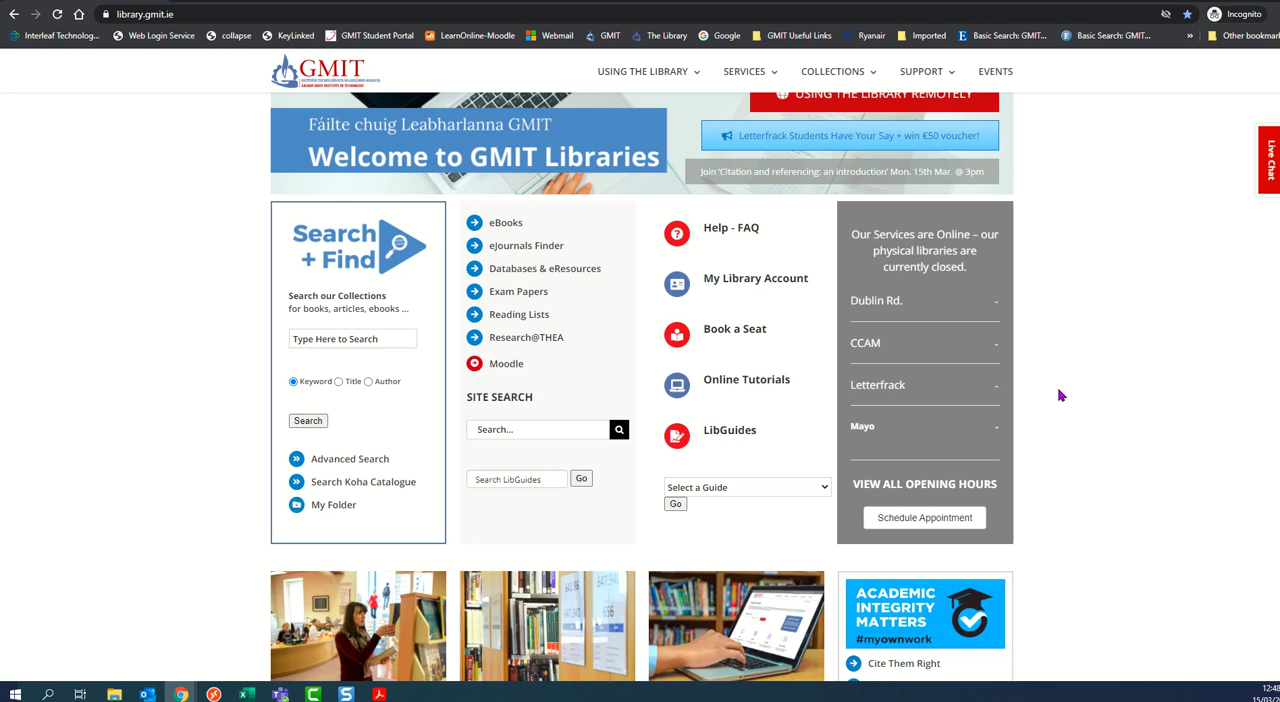 library.gmit.ie
Incognito
Interleaf Technolog...
Web Login Service
collapse
KeyLinked
GMIT Student Portal
LearnOnline-Moodle
Webmail
GMIT
The Library
Google
GMIT Useful Links
Ryanair
Imported
Basic Search: GMIT...
Basic Search: GMIT...
»
Other bookmar
GMIT
USING THE LIBRARY
SERVICES
COLLECTIONS
SUPPORT
EVENTS
USING THE LIBRARY REMOTELY
Fáilte chuig Leabharlanna GMIT
Welcome to GMIT Libraries
Letterfrack Students Have Your Say + win €50 voucher!
Join 'Citation and referencing: an introduction' Mon. 15th Mar. @ 3pm
Live Chat
Search
+ Find
Search our Collections
for books, articles, ebooks ...
Type Here to Search
Keyword Title Author
Search
Advanced Search
Search Koha Catalogue
My Folder
eBooks
eJournals Finder
Databases & eResources
Exam Papers
Reading Lists
Research@THEA
Moodle
SITE SEARCH
Search...
Search LibGuides
Go
Help - FAQ
My Library Account
Book a Seat
Online Tutorials
LibGuides
Select a Guide
Go
Our Services are Online – our
physical libraries are
currently closed.
Dublin Rd. -
CCAM -
Letterfrack -
Mayo -
VIEW ALL OPENING HOURS
Schedule Appointment
ACADEMIC
INTEGRITY
MATTERS
#myownwork
Cite Them Right
12:48
15/03/2